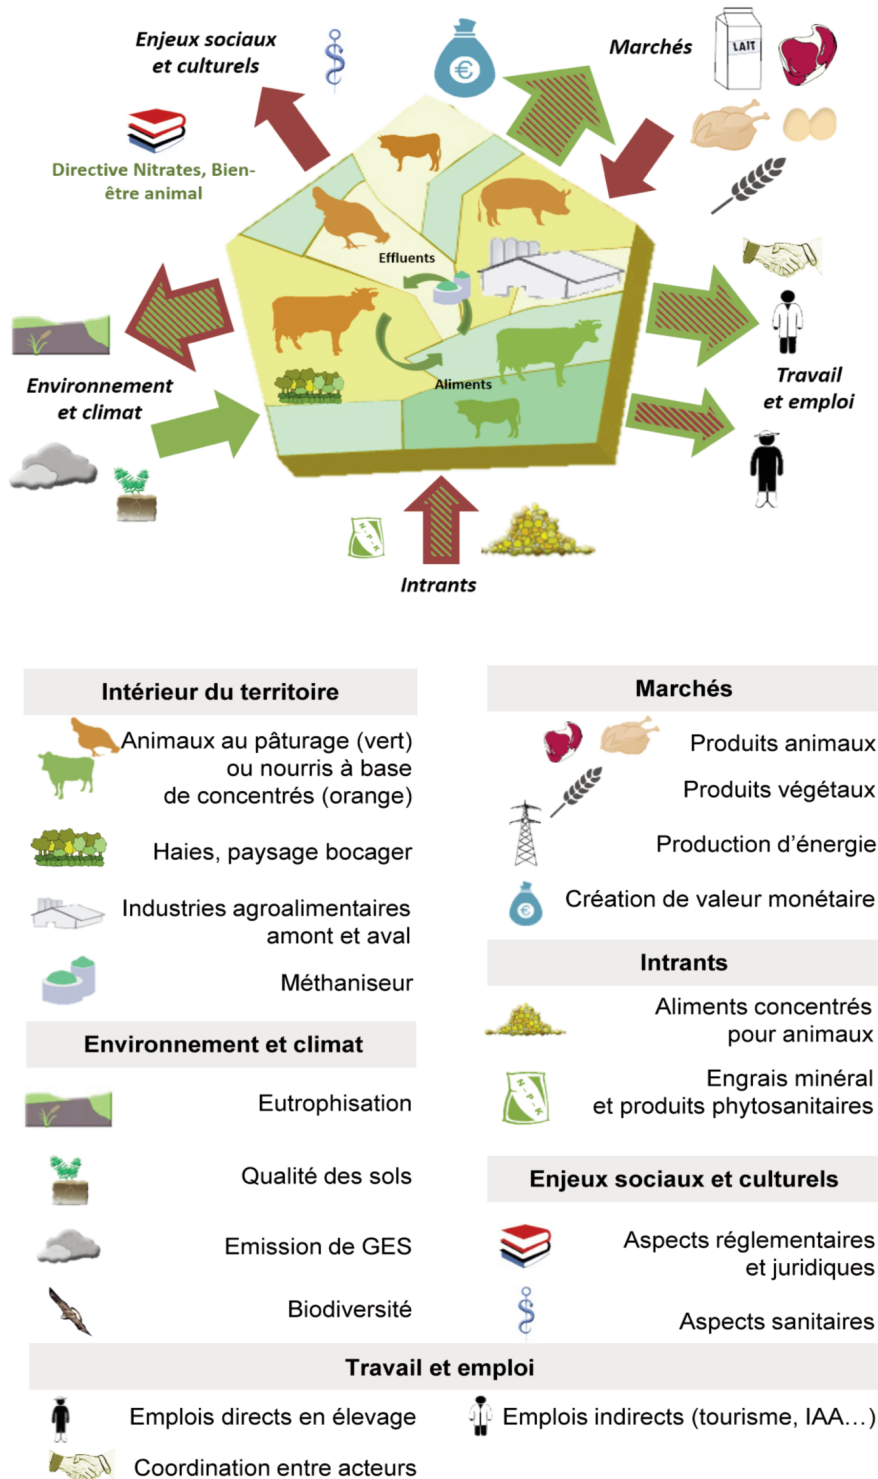 Enjeux sociaux
et culturels
Marchés
LAIT
Directive Nitrates, Bien-
être animal
€
Effluents
Aliments
Environnement
et climat
Travail
et emploi
N-P-K
Intrants
Intérieur du territoire
Animaux au pâturage (vert)
ou nourris à base
de concentrés (orange)
Haies, paysage bocager
Industries agroalimentaires
amont et aval
Méthaniseur
Environnement et climat
Eutrophisation
Qualité des sols
Emission de GES
Biodiversité
Marchés
Produits animaux
Produits végétaux
Production d’énergie
€
Création de valeur monétaire
Intrants
Aliments concentrés
pour animaux
N-P-K
Engrais minéral
et produits phytosanitaires
Enjeux sociaux et culturels
Aspects réglementaires
et juridiques
Aspects sanitaires
Travail et emploi
Emplois directs en élevage
Emplois indirects (tourisme, IAA…)
Coordination entre acteurs